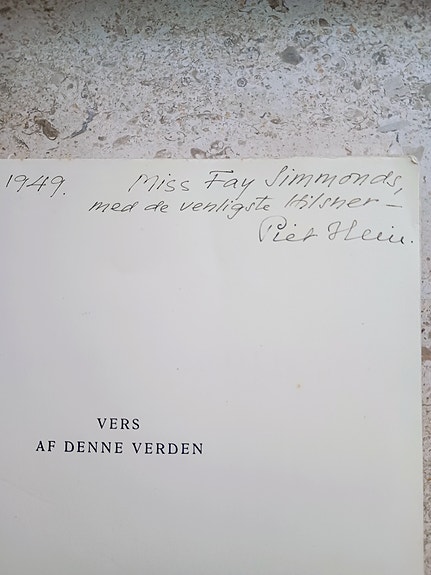 1949. Miss Fay Simmonds,
med de venligste Hilsner –
Piet Hein.
VERS
AF DENNE VERDEN